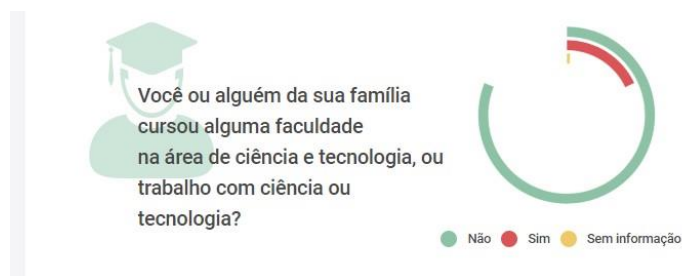 Você ou alguém da sua família
cursou alguma faculdade
na área de ciência e tecnologia, ou
trabalho com ciência ou
tecnologia?
Não Sim Sem informação